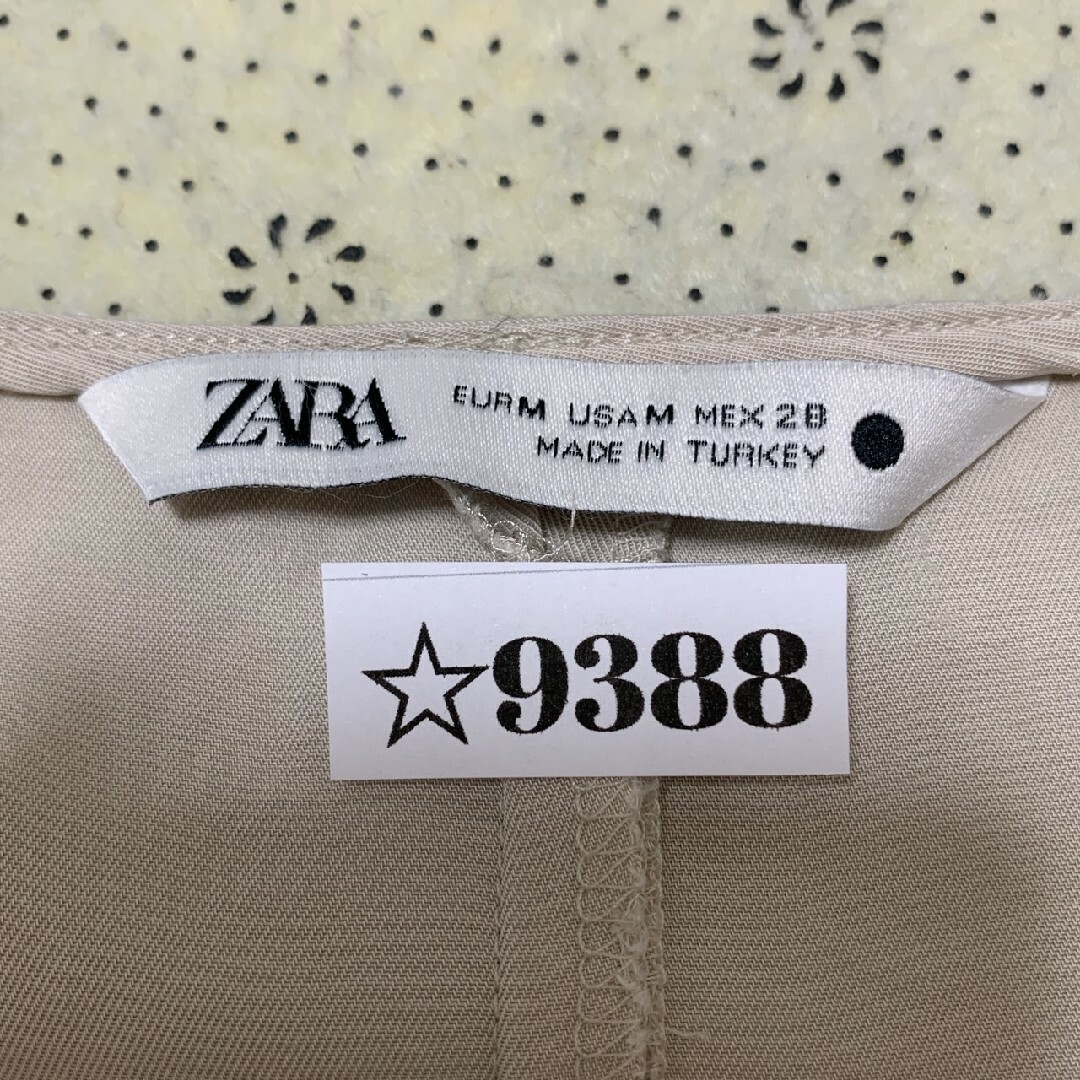 ZARA
EUR M USA M MEX 28
MADE IN TURKEY
☆9388